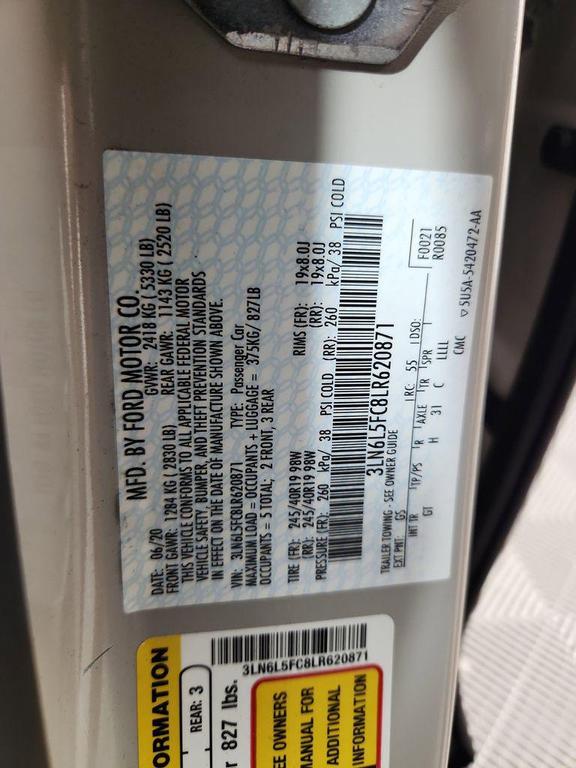 MFD. BY FORD MOTOR CO.
DATE: 06/20 GVWR: 2418 KG ( 5330 LB)
FRONT GAWR: 1284 KG ( 2830 LB) REAR GAWR: 1143 KG ( 2520 LB)
THIS VEHICLE CONFORMS TO ALL APPLICABLE FEDERAL MOTOR
VEHICLE SAFETY, BUMPER, AND THEFT PREVENTION STANDARDS
IN EFFECT ON THE DATE OF MANUFACTURE SHOWN ABOVE.
VIN: 3LN6L5FC8LR620871 TYPE: Passenger Car
MAXIMUM LOAD = OCCUPANTS + LUGGAGE = 375KG/ 827LB
OCCUPANTS = 5 TOTAL; 2 FRONT, 3 REAR
TIRE (FR): 245/40R19 98W RIMS (FR): 19x8.0J
(RR): 245/40R19 98W (RR): 19x8.0J
PRESSURE (FR): 260 kPa/ 38 PSI COLD (RR): 260 kPa/ 38 PSI COLD
3LN6L5FC8LR620871
TRAILER TOWING - SEE OWNER GUIDE F0021
R0085
EXT PNT: GS RC: 55 DSO:
INT TR TP/PS R AXLE TR SPR
GT H 31 C LLLL
CMC
5U5A-5420472-AA
FORMATION
REAR: 3
r 827 lbs.
3LN6L5FC8LR620871
EE OWNERS
MANUAL FOR
ADDITIONAL
INFORMATION